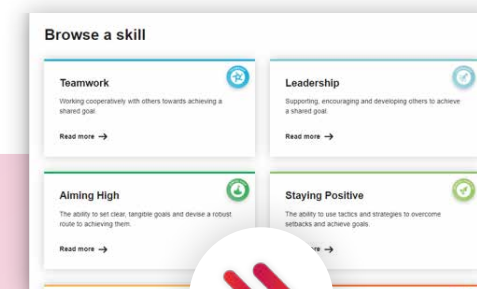 Browse a skill
Teamwork
Working cooperatively with others towards achieving a
shared goal.
Read more →
Leadership
Supporting, encouraging and developing others to achieve
a shared goal.
Read more →
Aiming High
The ability to set clear, tangible goals and devise a robust
route to achieving them.
Read more →
Staying Positive
The ability to use tactics and strategies to overcome
setbacks and achieve goals.
→